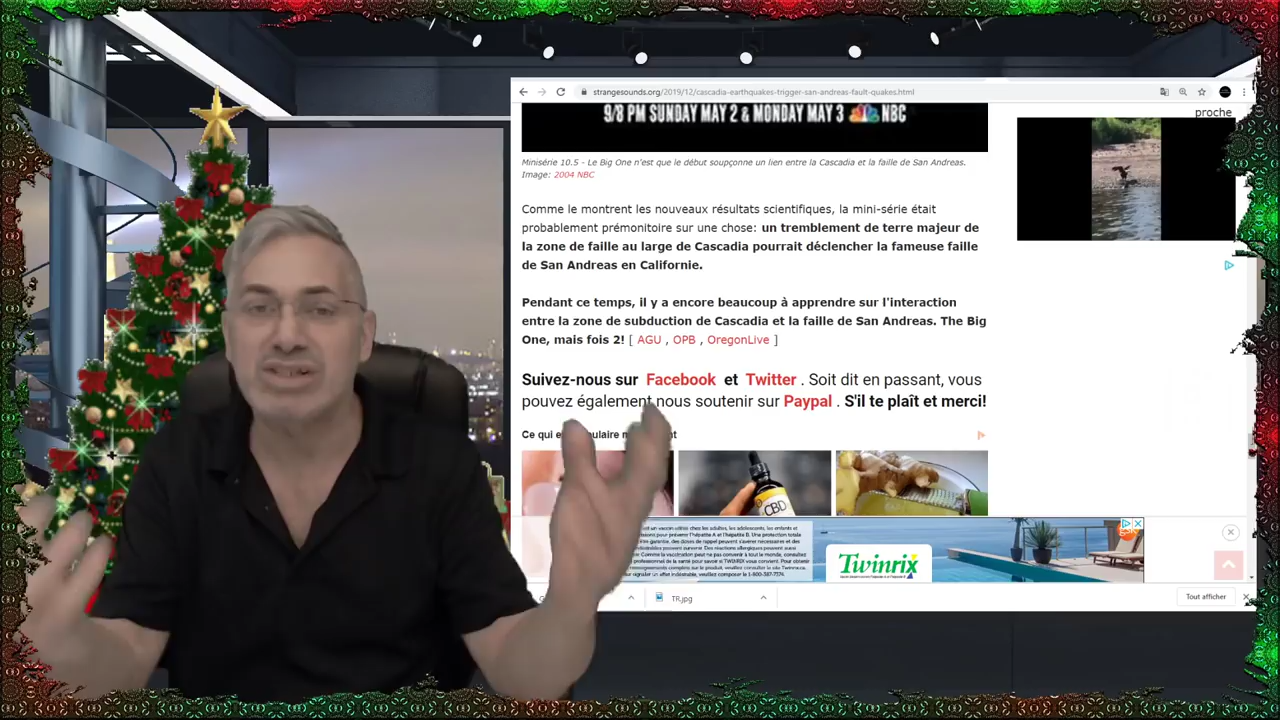 strangesounds.org/2019/12/cascadia-earthquakes-trigger-san-andreas-fault-quakes.html
9/8 PM SUNDAY MAY 2 & MONDAY MAY 3 NBC
proche
Minisérie 10.5 - Le Big One n'est que le début soupçonne un lien entre la Cascadia et la faille de San Andreas.
Image: 2004 NBC
Comme le montrent les nouveaux résultats scientifiques, la mini-série était
probablement prémonitoire sur une chose: un tremblement de terre majeur de
la zone de faille au large de Cascadia pourrait déclencher la fameuse faille
de San Andreas en Californie.
Pendant ce temps, il y a encore beaucoup à apprendre sur l'interaction
entre la zone de subduction de Cascadia et la faille de San Andreas. The Big
One, mais fois 2! [ AGU , OPB , OregonLive ]
Suivez-nous sur Facebook et Twitter . Soit dit en passant, vous
pouvez également nous soutenir sur Paypal . S'il te plaît et merci!
Ce qui e
CBD
Twinrix
TR.jpg
Tout afficher